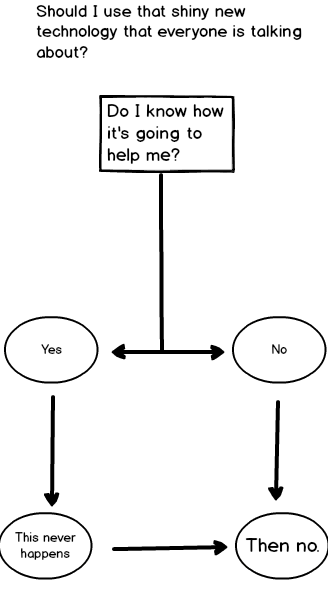 Should I use that shiny new
technology that everyone is talking
about?
Do I know how
it's going to
help me?
Yes
No
This never
happens
Then no.